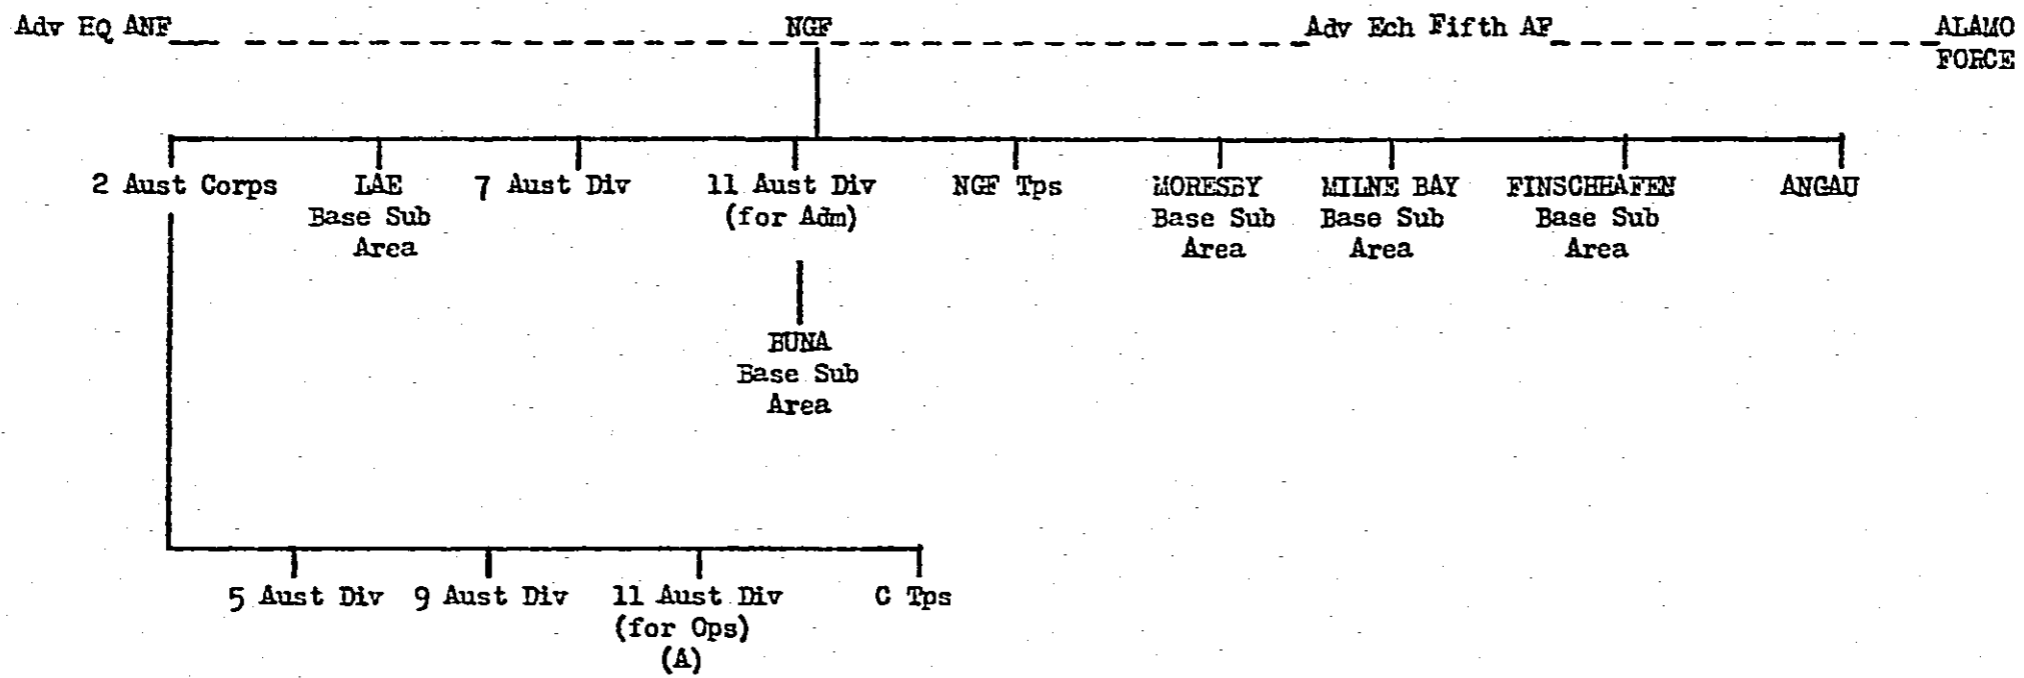 Adv HQ ANF NGF Adv Ech Fifth AF ALAMO
FORCE
2 Aust Corps LAE 7 Aust Div 11 Aust Div NGF Tps MORESBY MILNE BAY FINSCHHAFEN ANGAU
Base Sub (for Adm) Base Sub Base Sub Base Sub
Area Area Area Area
BUNA
Base Sub
Area
5 Aust Div 9 Aust Div 11 Aust Div C Tps
(for Ops)
(A)